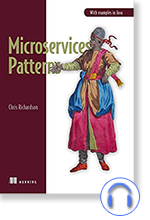 With examples in Java
Microservices
Patterns
Chris Richardson
MANNING